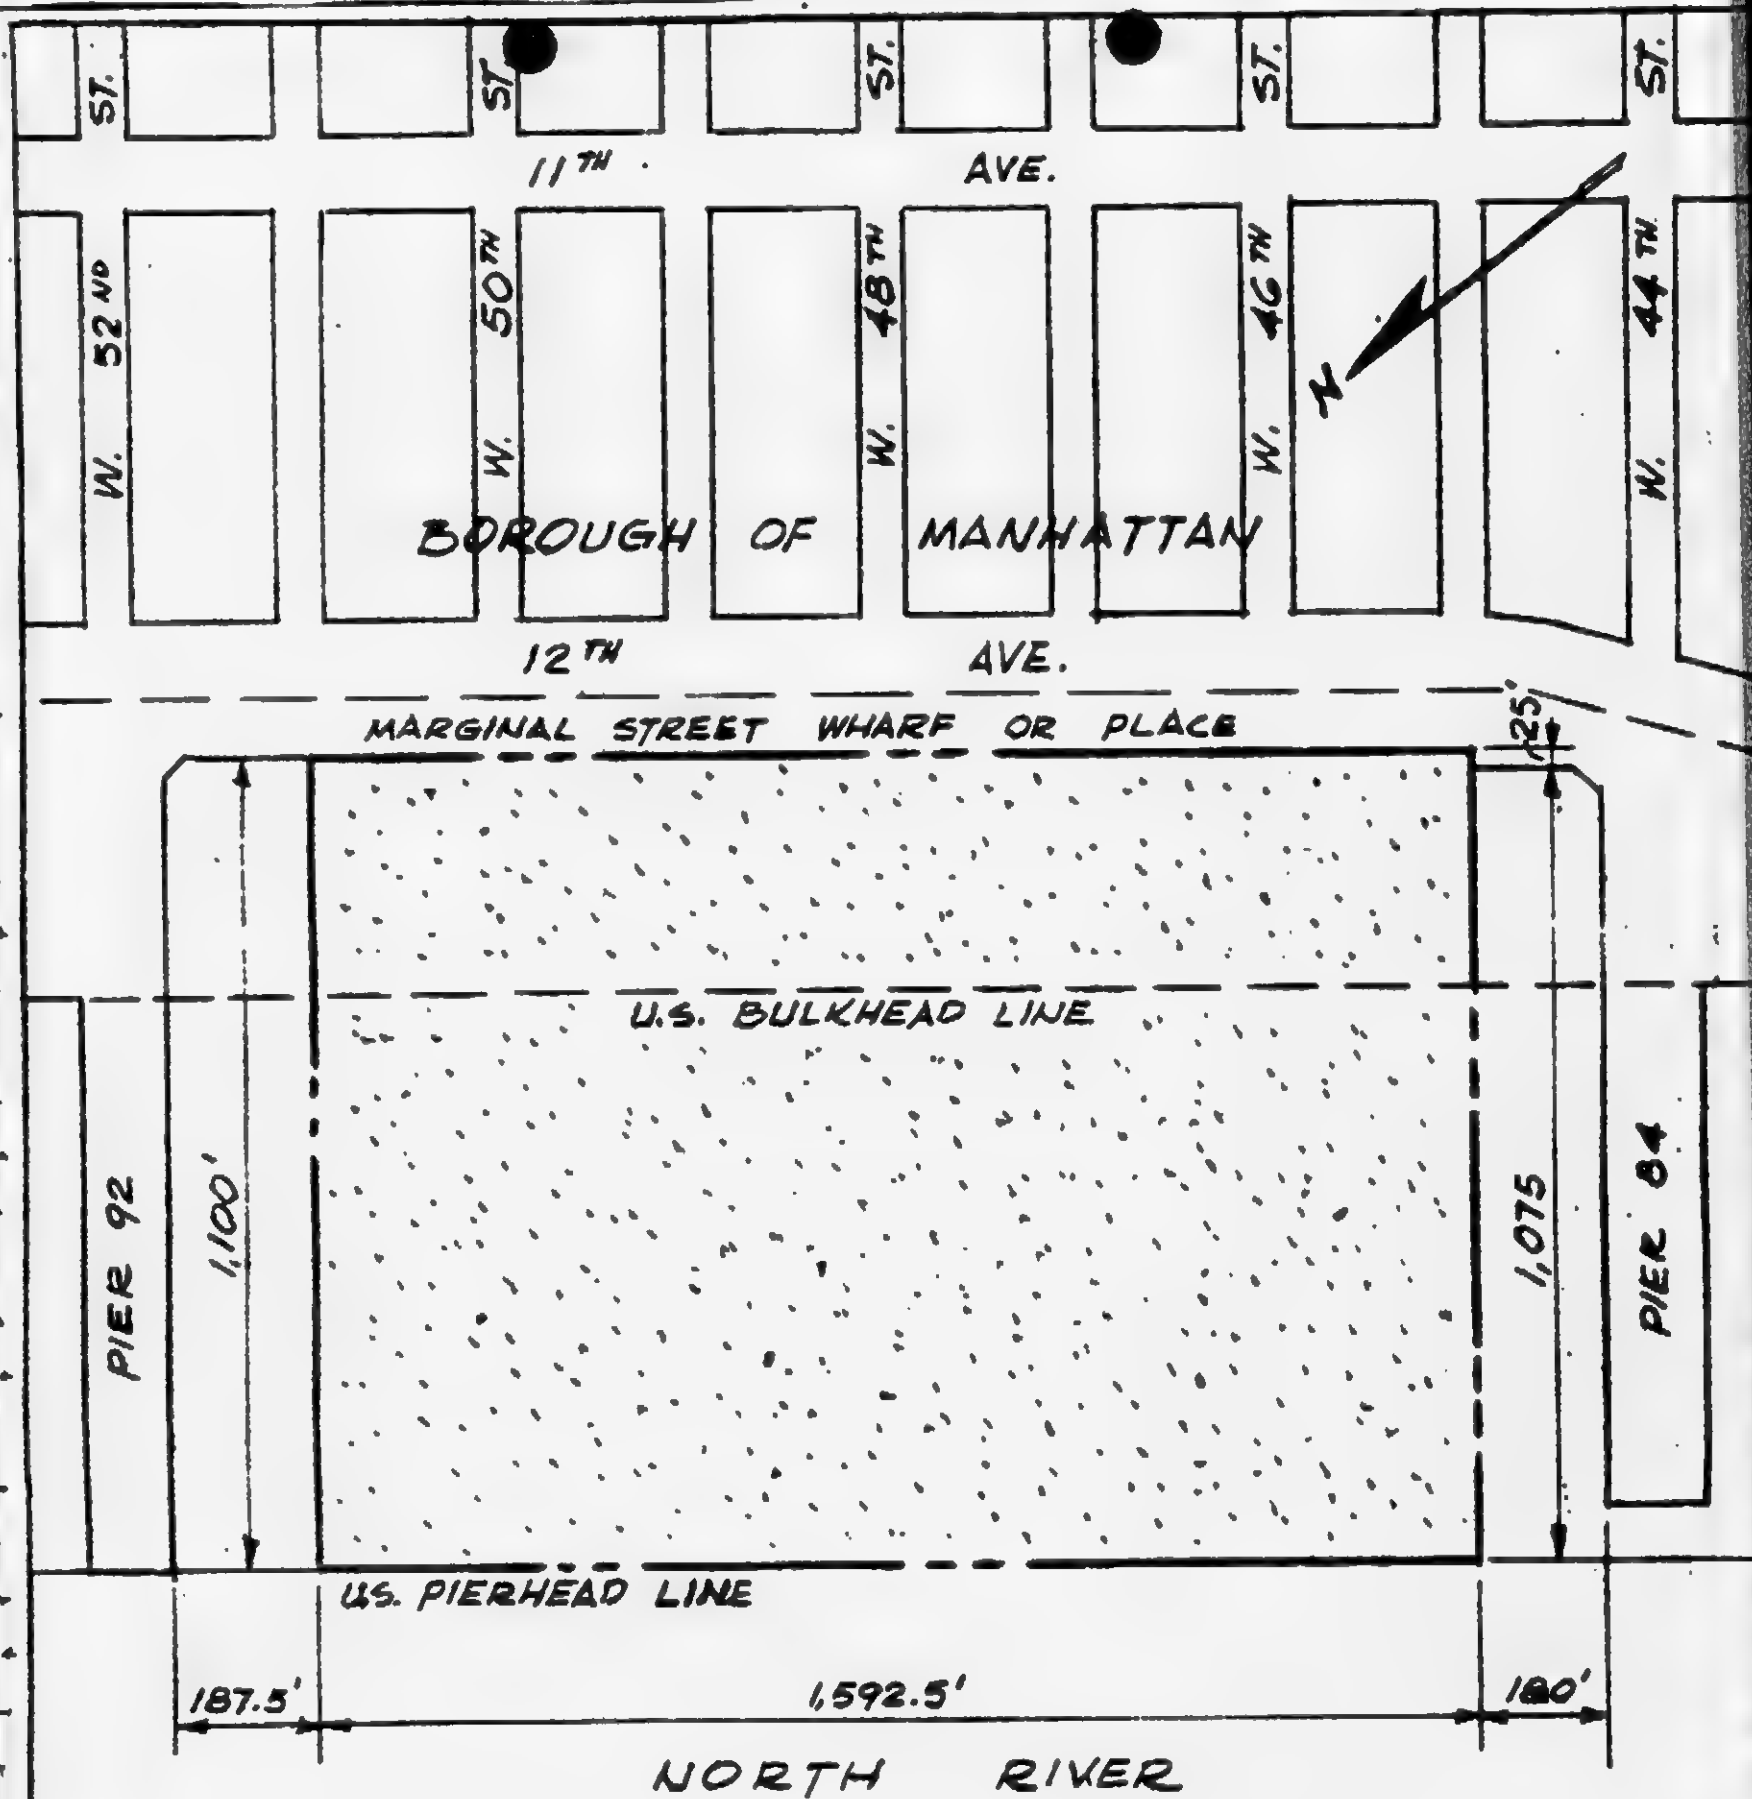 W. 52ND ST.
W. 50TH ST.
W. 48TH ST.
W. 46TH ST.
W. 44TH ST.
11TH AVE.
N
BOROUGH OF MANHATTAN
12TH AVE.
MARGINAL STREET WHARF OR PLACE
25'
U.S. BULKHEAD LINE
PIER 92
1,100'
1,075
PIER 84
U.S. PIERHEAD LINE
187.5'
1,592.5'
180'
NORTH RIVER